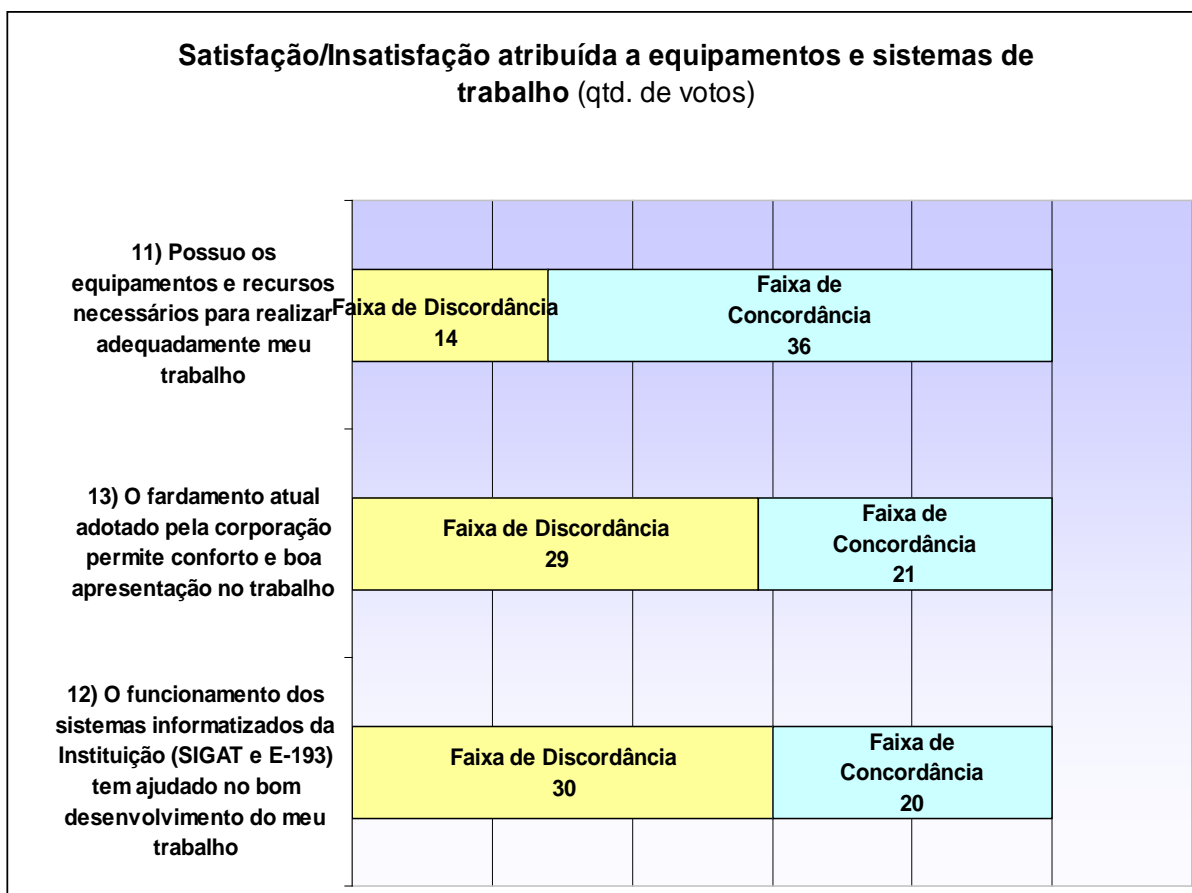 Satisfação/Insatisfação atribuída a equipamentos e sistemas de
trabalho (qtd. de votos)
11) Possuo os
equipamentos e recursos
necessários para realizar
adequadamente meu
trabalho
Faixa de Discordância
14
Faixa de
Concordância
36
13) O fardamento atual
adotado pela corporação
permite conforto e boa
apresentação no trabalho
Faixa de Discordância
29
Faixa de
Concordância
21
12) O funcionamento dos
sistemas informatizados da
Instituição (SIGAT e E-193)
tem ajudado no bom
desenvolvimento do meu
trabalho
Faixa de Discordância
30
Faixa de
Concordância
20